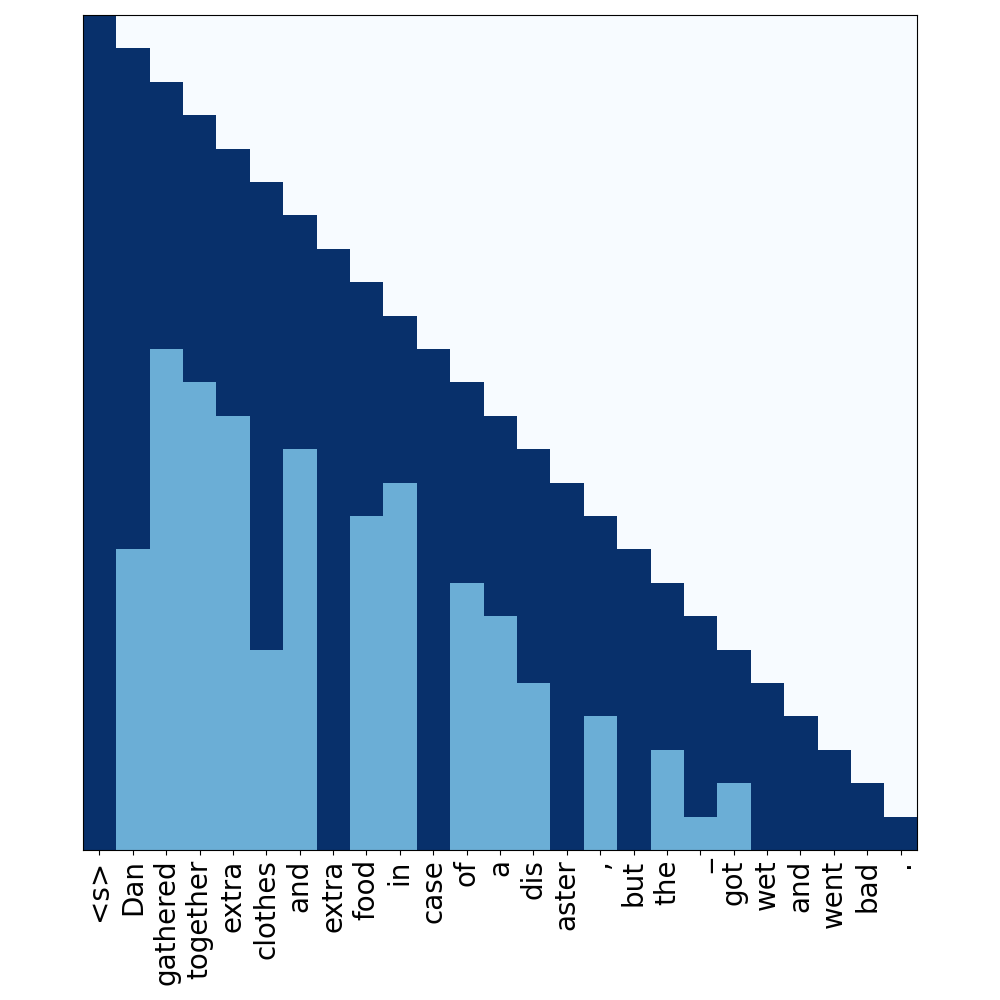 <s>
Dan
gathered
together
extra
clothes
and
extra
food
in
case
of
a
dis
aster
,
but
the
_
got
wet
and
went
bad
.